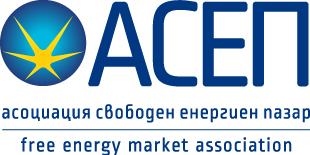 АСЕП
асоциация свободен енергиен пазар
free energy market association